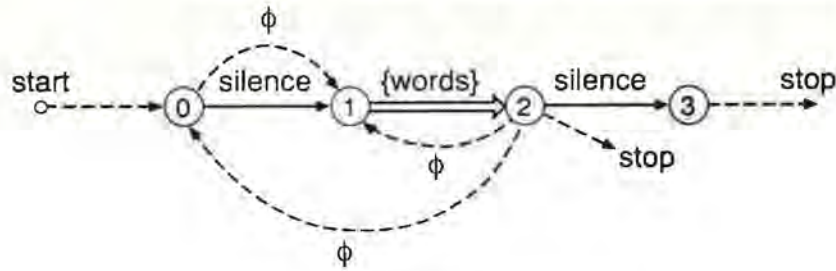 ϕ
start silence {words} silence stop
0 1 2 3
ϕ stop
ϕ